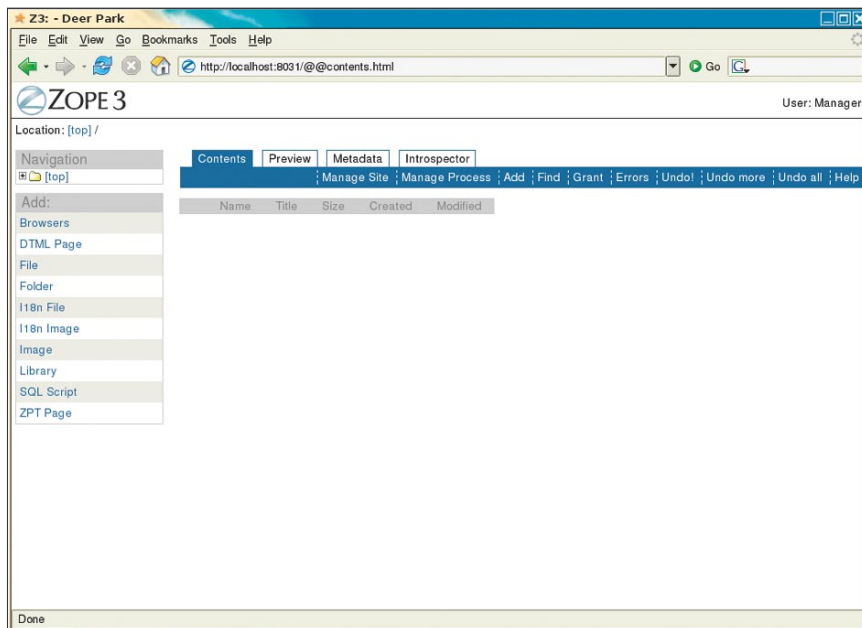 Z3: - Deer Park
File Edit View Go Bookmarks Tools Help
http://localhost:8031/@@contents.html Go G
ZOPE 3
User: Manager
Location: [top] /
Navigation
[top]
Add:
Browsers
DTML Page
File
Folder
I18n File
I18n Image
Image
Library
SQL Script
ZPT Page
Contents Preview Metadata Introspector
Manage Site Manage Process Add Find Grant Errors Undo! Undo more Undo all Help
Name Title Size Created Modified
Done